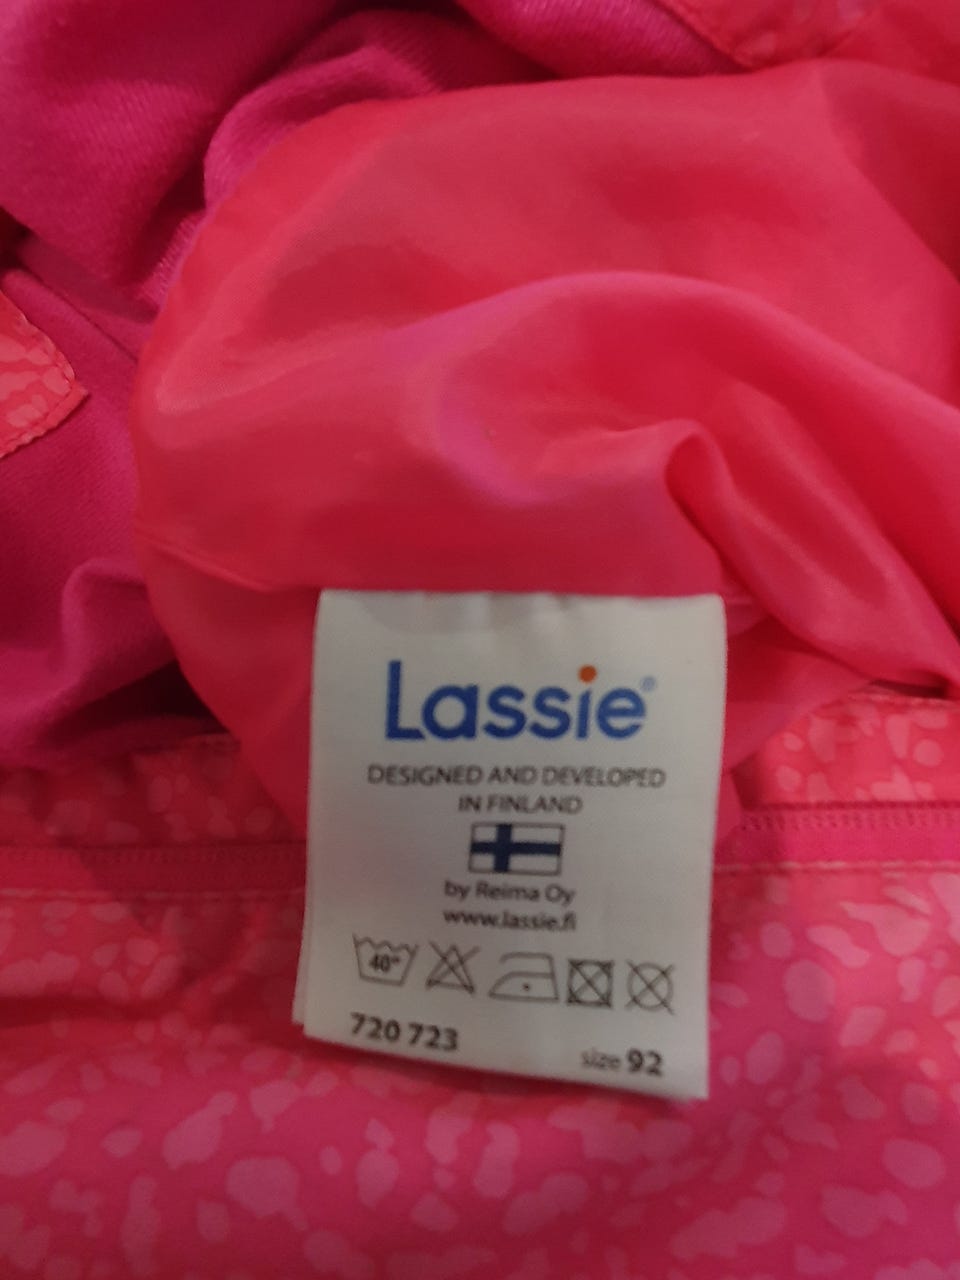 Lassie®
DESIGNED AND DEVELOPED
IN FINLAND
by Reima Oy
www.lassie.fi
40°
720 723
size 92